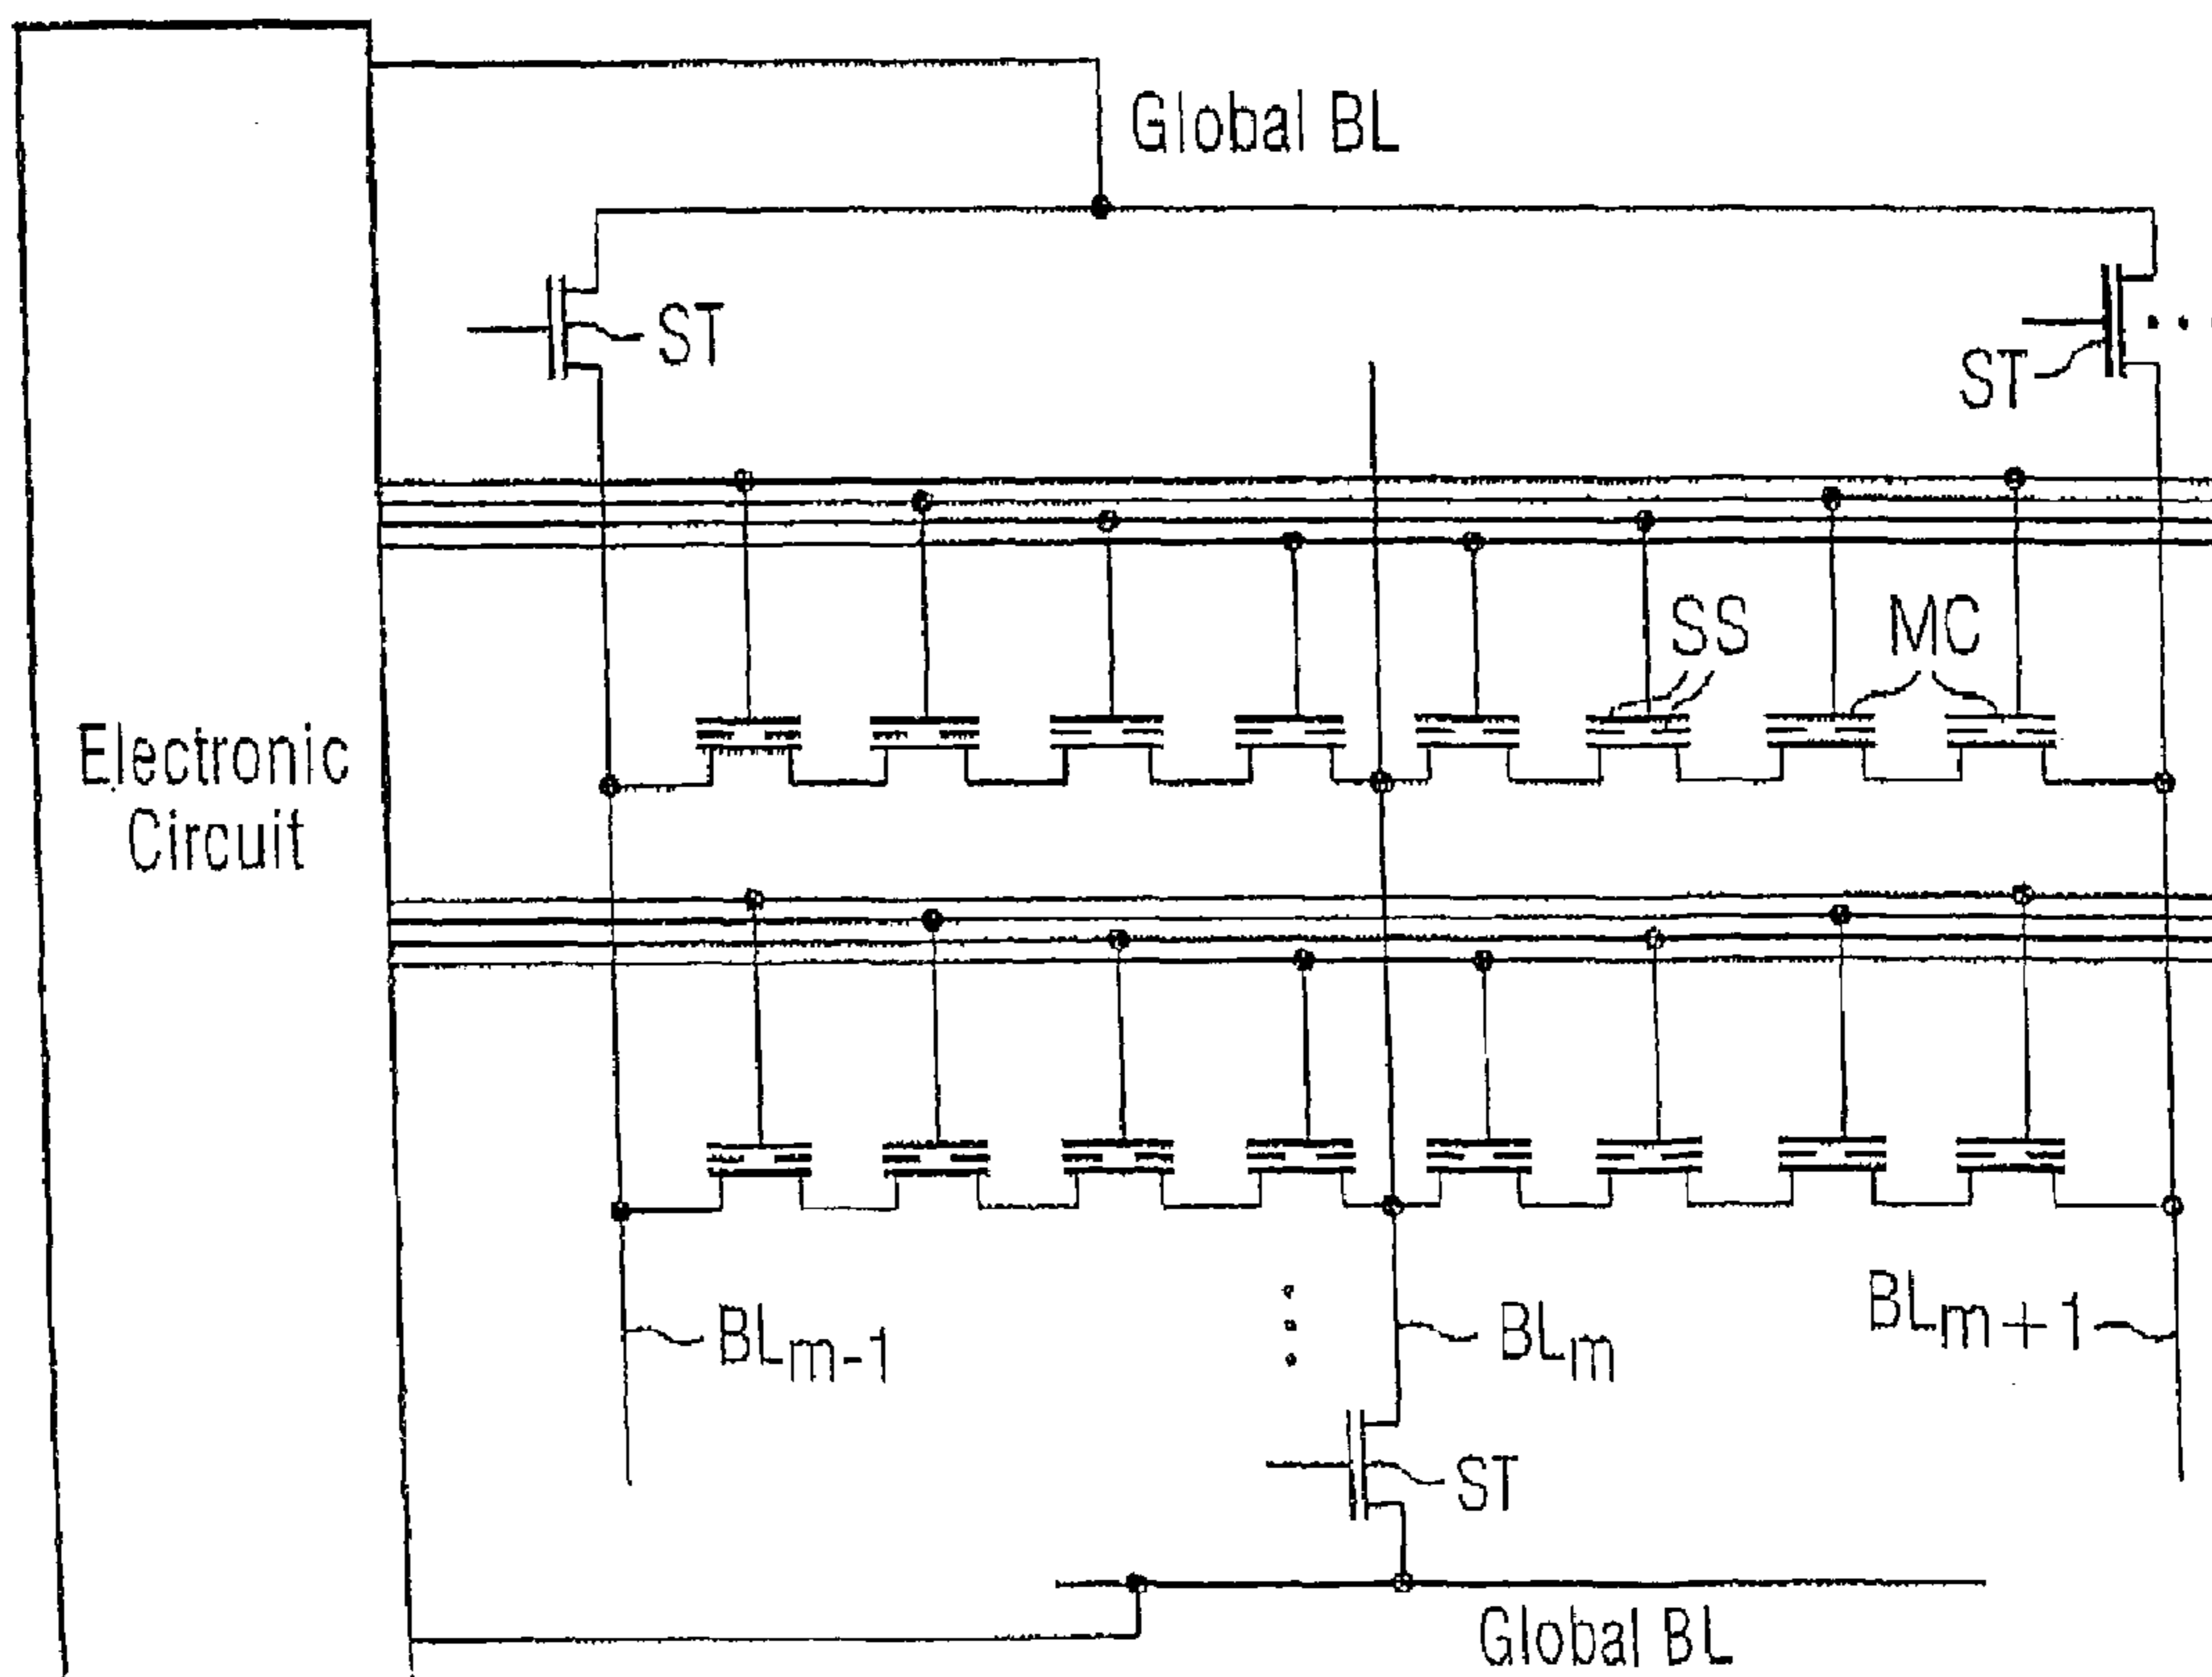 Global BL
ST
ST
SS
MC
Electronic
Circuit
BLm-1
BLm
BLm+1
ST
Global BL